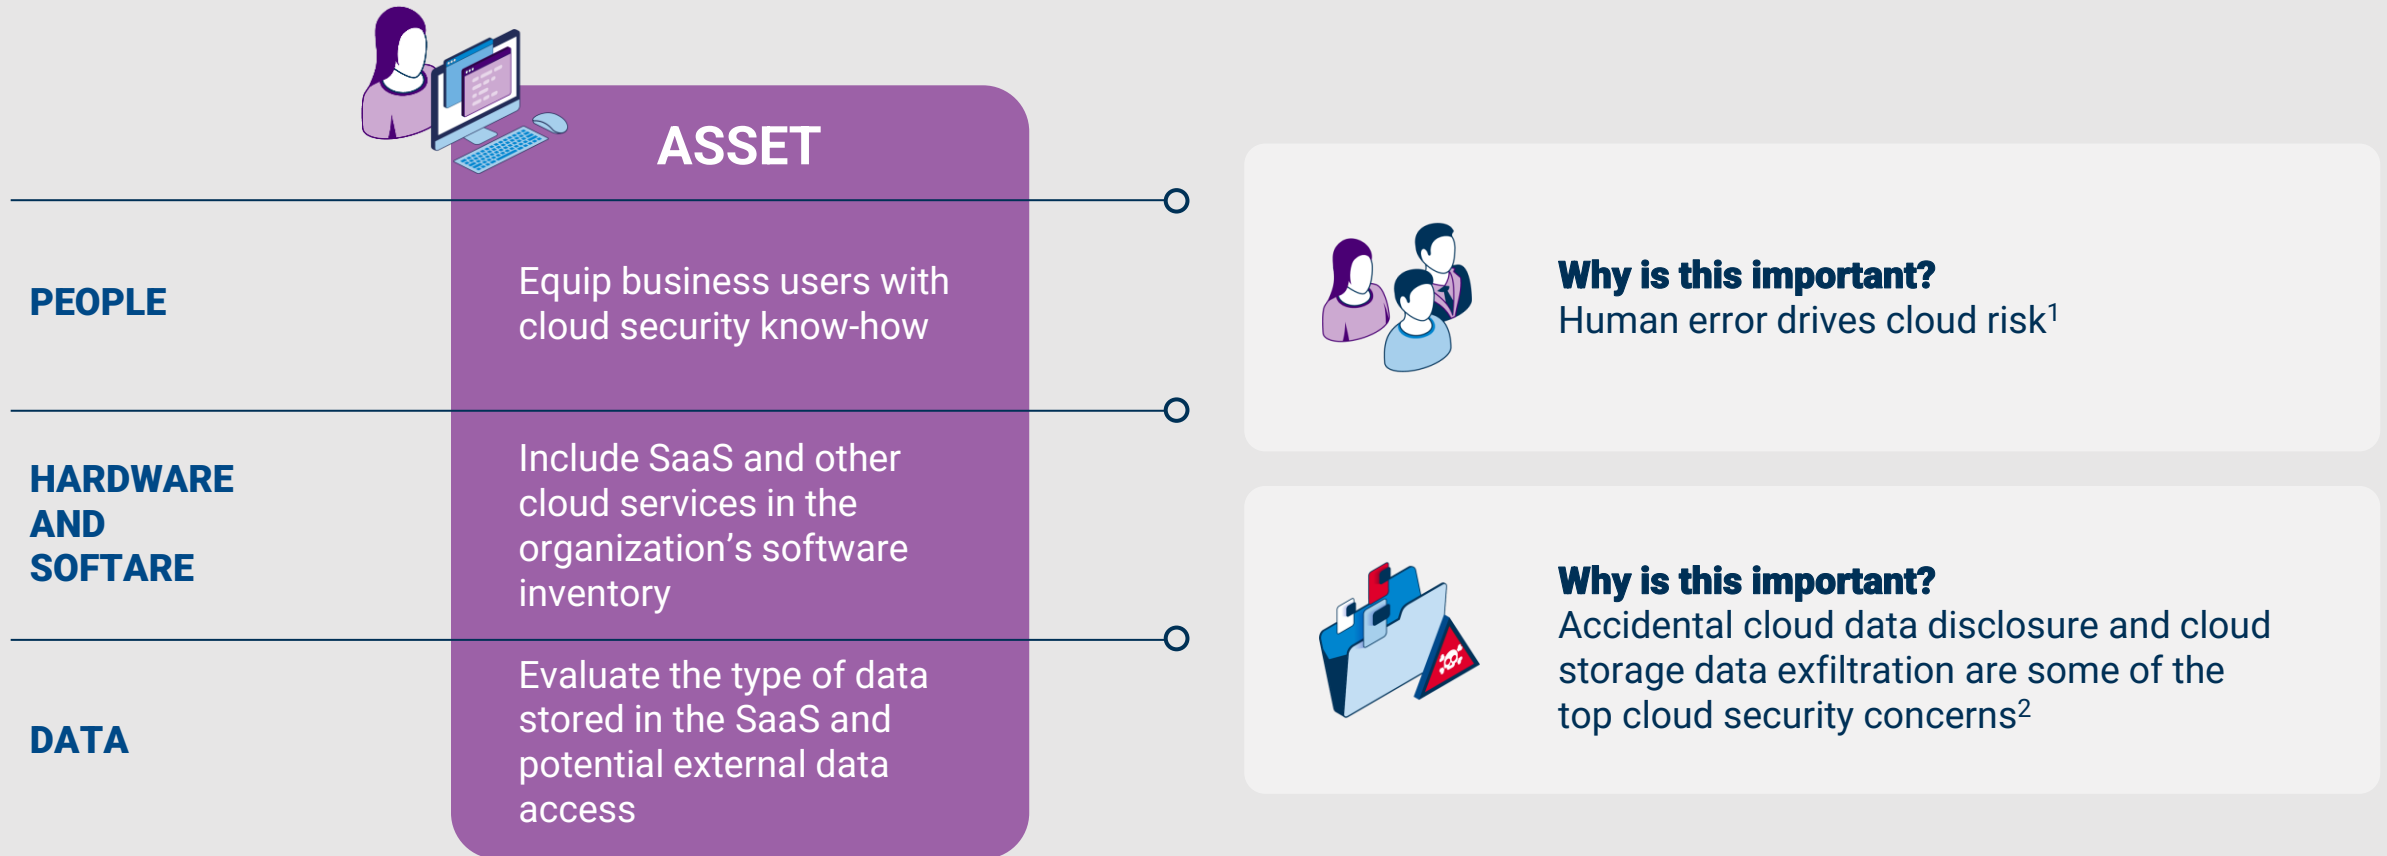 ASSET
PEOPLE
Equip business users with
cloud security know-how
HARDWARE
AND
SOFTARE
Include SaaS and other
cloud services in the
organization’s software
inventory
DATA
Evaluate the type of data
stored in the SaaS and
potential external data
access
Why is this important?
Human error drives cloud risk¹
Why is this important?
Accidental cloud data disclosure and cloud
storage data exfiltration are some of the
top cloud security concerns²